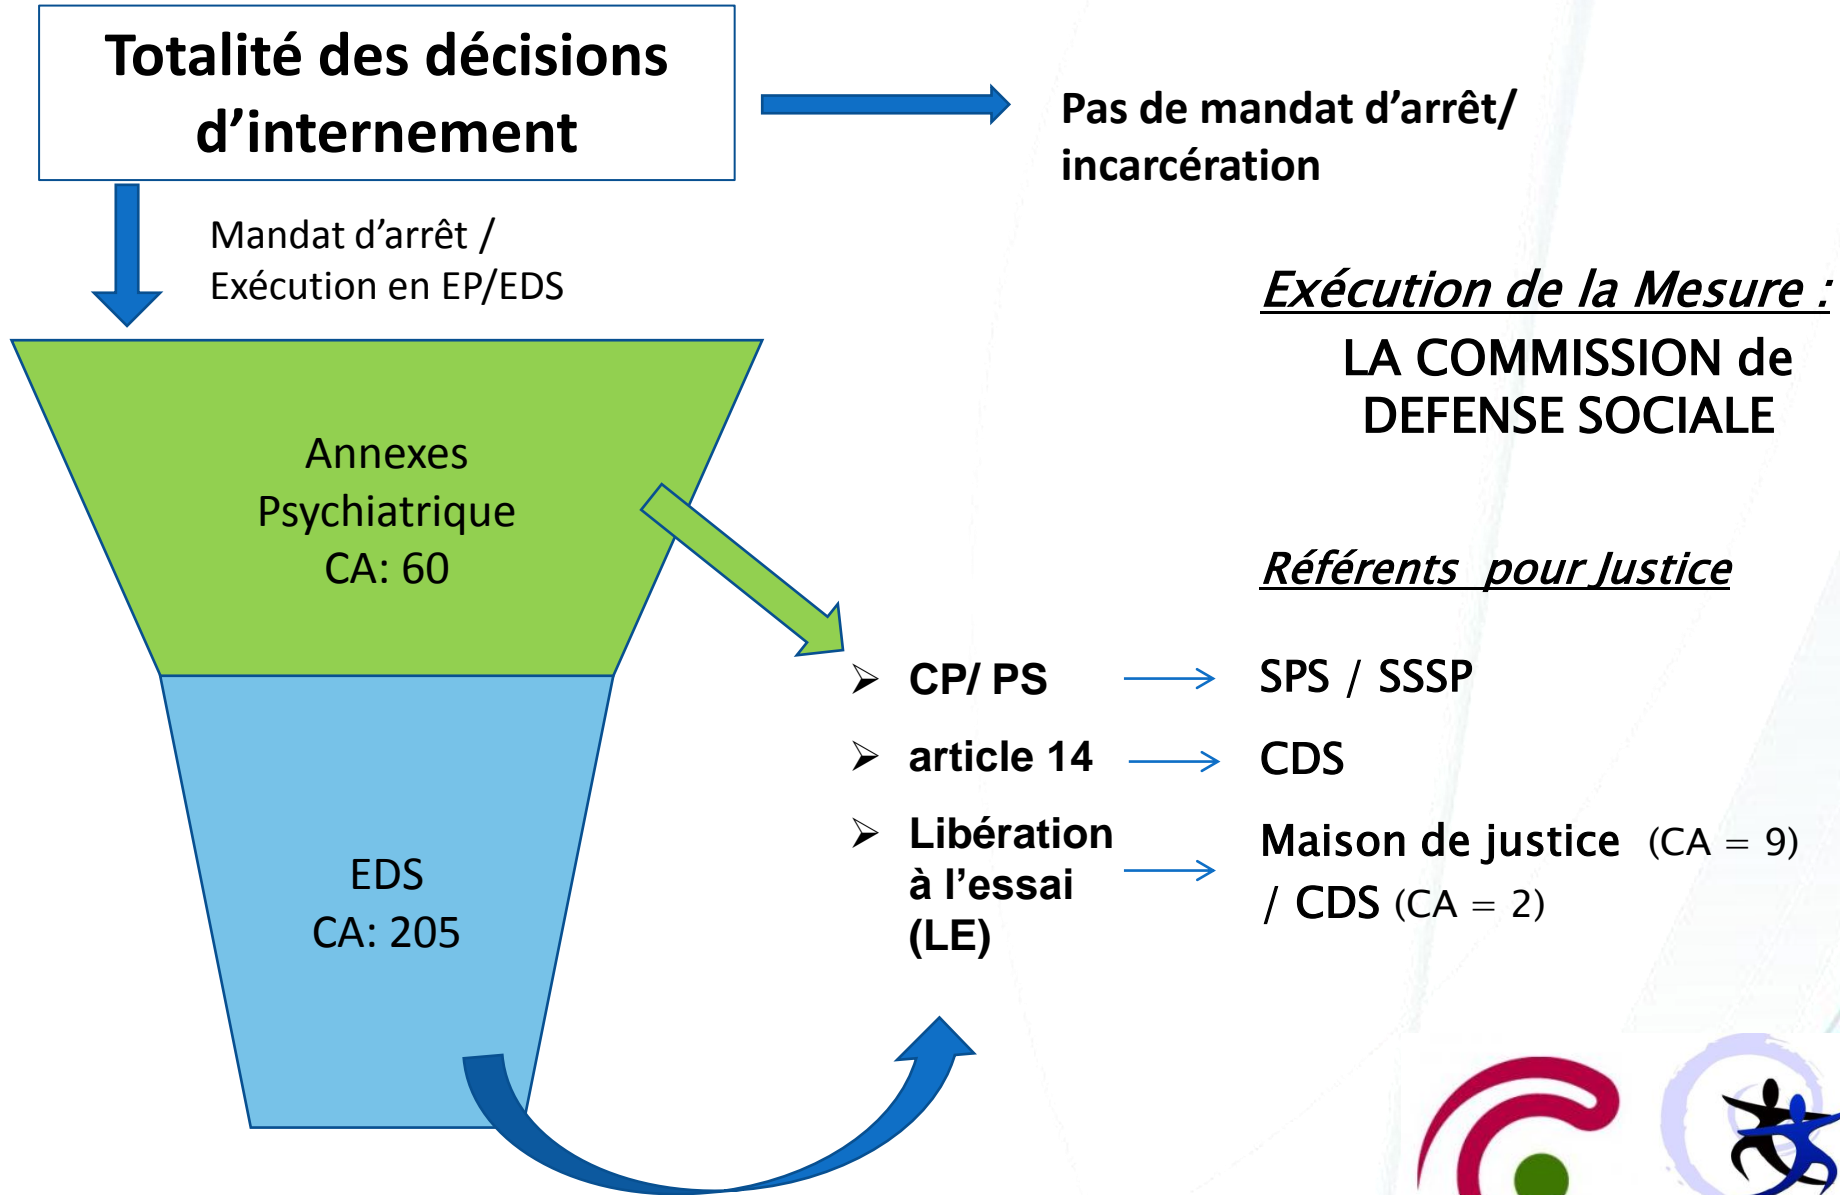 Totalité des décisions
d’internement
Pas de mandat d’arrêt/
incarcération
Mandat d’arrêt /
Exécution en EP/EDS
Exécution de la Mesure :
LA COMMISSION de
DEFENSE SOCIALE
Annexes
Psychiatrique
CA: 60
Référents pour Justice
➢ CP/ PS
SPS / SSSP
➢ article 14
CDS
➢ Libération
à l’essai
(LE)
Maison de justice (CA = 9)
/ CDS (CA = 2)
EDS
CA: 205